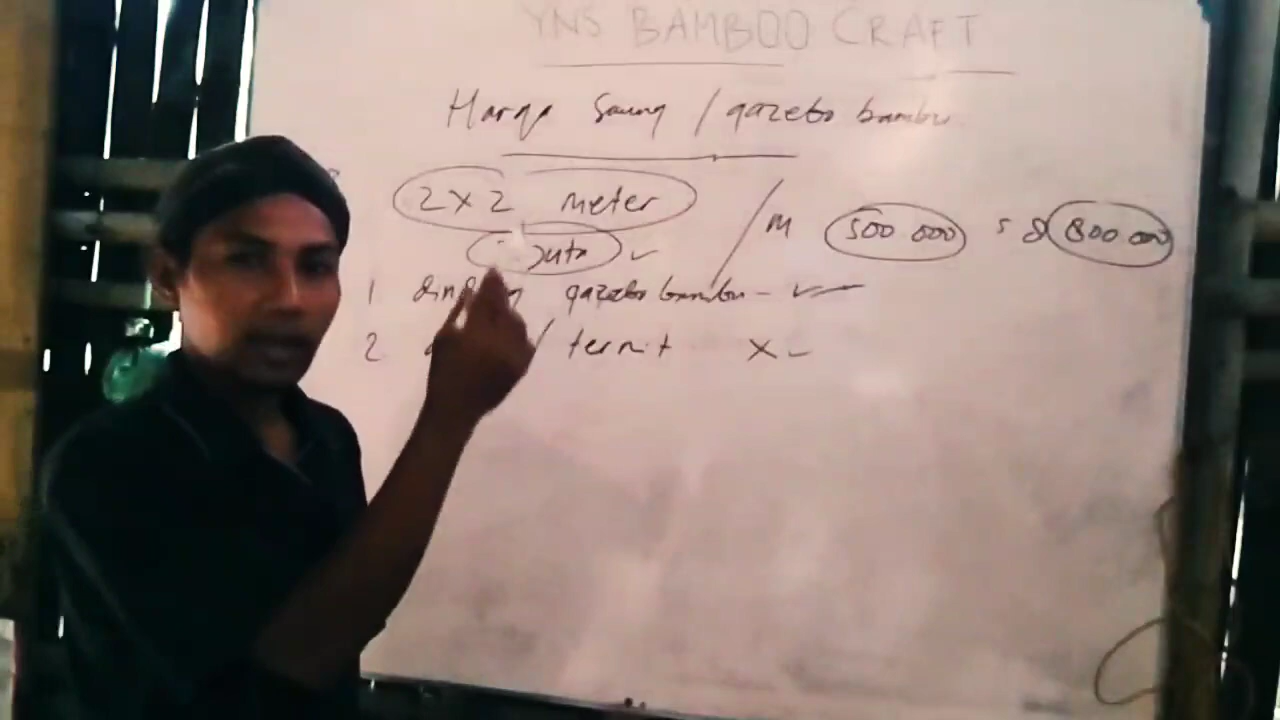 YNS BAMBOO CRAFT
Harga Saung / gazebo bambu
2 x 2 meter / M 500 000 s d 800 000
juta
1 gazebo bambu - ✓
2 / ternit x